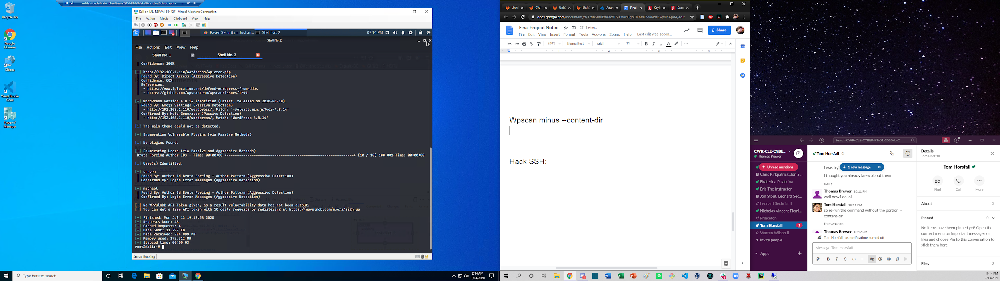 Recycle Bin
Google Chrome
Kibana
Visual Studio Code
Hyper-V Manager
ml-lab-dede4cab-a5fe-42ea-a290-b91499d9b336.eastus2.cloudapp.a...
Kali on ML-REFVM-684427 - Virtual Machine Connection
File Action Media Clipboard View Help
Raven Security – Just an... Shell No. 2 07:14 PM
Shell No. 2
File Actions Edit View Help
Shell No. 1 Shell No. 2
| Confidence: 100%
[+] http://192.168.1.110/wordpress/wp-cron.php
| Found By: Direct Access (Aggressive Detection)
| Confidence: 60%
| References:
| - https://www.iplocation.net/defend-wordpress-from-ddos
| - https://github.com/wpscanteam/wpscan/issues/1299
[+] WordPress version 4.8.14 identified (Latest, released on 2020-06-10).
| Found By: Emoji Settings (Passive Detection)
| - http://192.168.1.110/wordpress/, Match: '-release.min.js?ver=4.8.14'
| Confirmed By: Meta Generator (Passive Detection)
| - http://192.168.1.110/wordpress/, Match: 'WordPress 4.8.14'
[i] The main theme could not be detected.
[+] Enumerating Vulnerable Plugins (via Passive Methods)
[i] No plugins Found.
[+] Enumerating Users (via Passive and Aggressive Methods)
Brute Forcing Author IDs - Time: 00:00:00 <============================================================> (10 / 10) 100.00% Time: 00:00:00
[i] User(s) Identified:
[+] steven
| Found By: Author Id Brute Forcing - Author Pattern (Aggressive Detection)
| Confirmed By: Login Error Messages (Aggressive Detection)
[+] michael
| Found By: Author Id Brute Forcing - Author Pattern (Aggressive Detection)
| Confirmed By: Login Error Messages (Aggressive Detection)
[!] No WPVulnDB API Token given, as a result vulnerability data has not been output.
[!] You can get a free API token with 50 daily requests by registering at https://wpvulndb.com/users/sign_up
[+] Finished: Mon Jul 13 19:12:58 2020
[+] Requests Done: 48
[+] Cached Requests: 4
[+] Data Sent: 11.297 KB
[+] Data Received: 284.899 KB
[+] Memory used: 173.312 MB
[+] Elapsed time: 00:00:03
root@Kali:~#
Status: Running
Type here to search
2:14 AM
7/14/2020
Unit CW- Unit Unit Azur Final Keyl Scan
docs.google.com/document/d/1IzIn3muEnXXc8TSjaKwHFgoCNnmCVwNos2Ap6IYApd4/edit
Final Project Notes Saving...
File Edit View Insert Format Tools Add-ons Zotero Help Last edit was secon...
Share
200% Normal text Arial 11 B I U A
1 2 3 4
Wpscan minus --content-dir
Hack SSH:
Search CWR-CLE-CYBER-PT-01-2020-U-C
CWR-CLE-CYBE...
Thomas Brewer
Unread mentions
3 Chris Kirkpatrick, Jon S...
Ekaterina Palatkina
Eric The Instructor
3 Jon Stout, Leonard Sec...
Leonard Sechrist II
Nicholas Vincent Flemi...
Princeton
Tom Horsfall 1
Warren Wilson II
+ Invite people
Apps
Tom Horsfall
I was tryi
1 new message
I thought you already knew about them
sorry
Thomas Brewer 10:11 PM
well now i do lol
Tom Horsfall 10:11 PM
so re-run the command without the portion --
content-dir
the wpscan
Thomas Brewer 10:12 PM
Tom Horsfall has notifications turned off
Message Tom Horsfall
B I S Aa
Details
Tom Horsfall
Tom Horsfall
Find Call More
About
Pinned 0
No items have been pinned yet! Open the
context menu on important messages or
files and choose Pin to this conversation to
stick them here.
Files
10:14 PM
7/13/2020